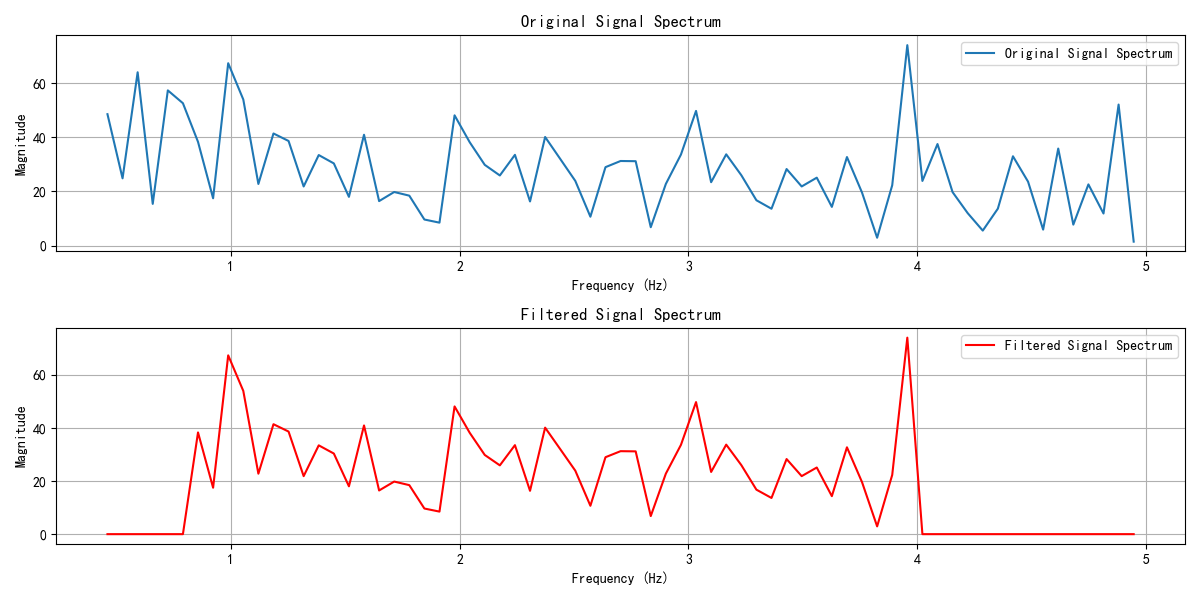 Original Signal Spectrum
Original Signal Spectrum
Magnitude
60
40
20
0
1 2 3 4 5
Frequency (Hz)
Filtered Signal Spectrum
Filtered Signal Spectrum
Magnitude
60
40
20
0
1 2 3 4 5
Frequency (Hz)